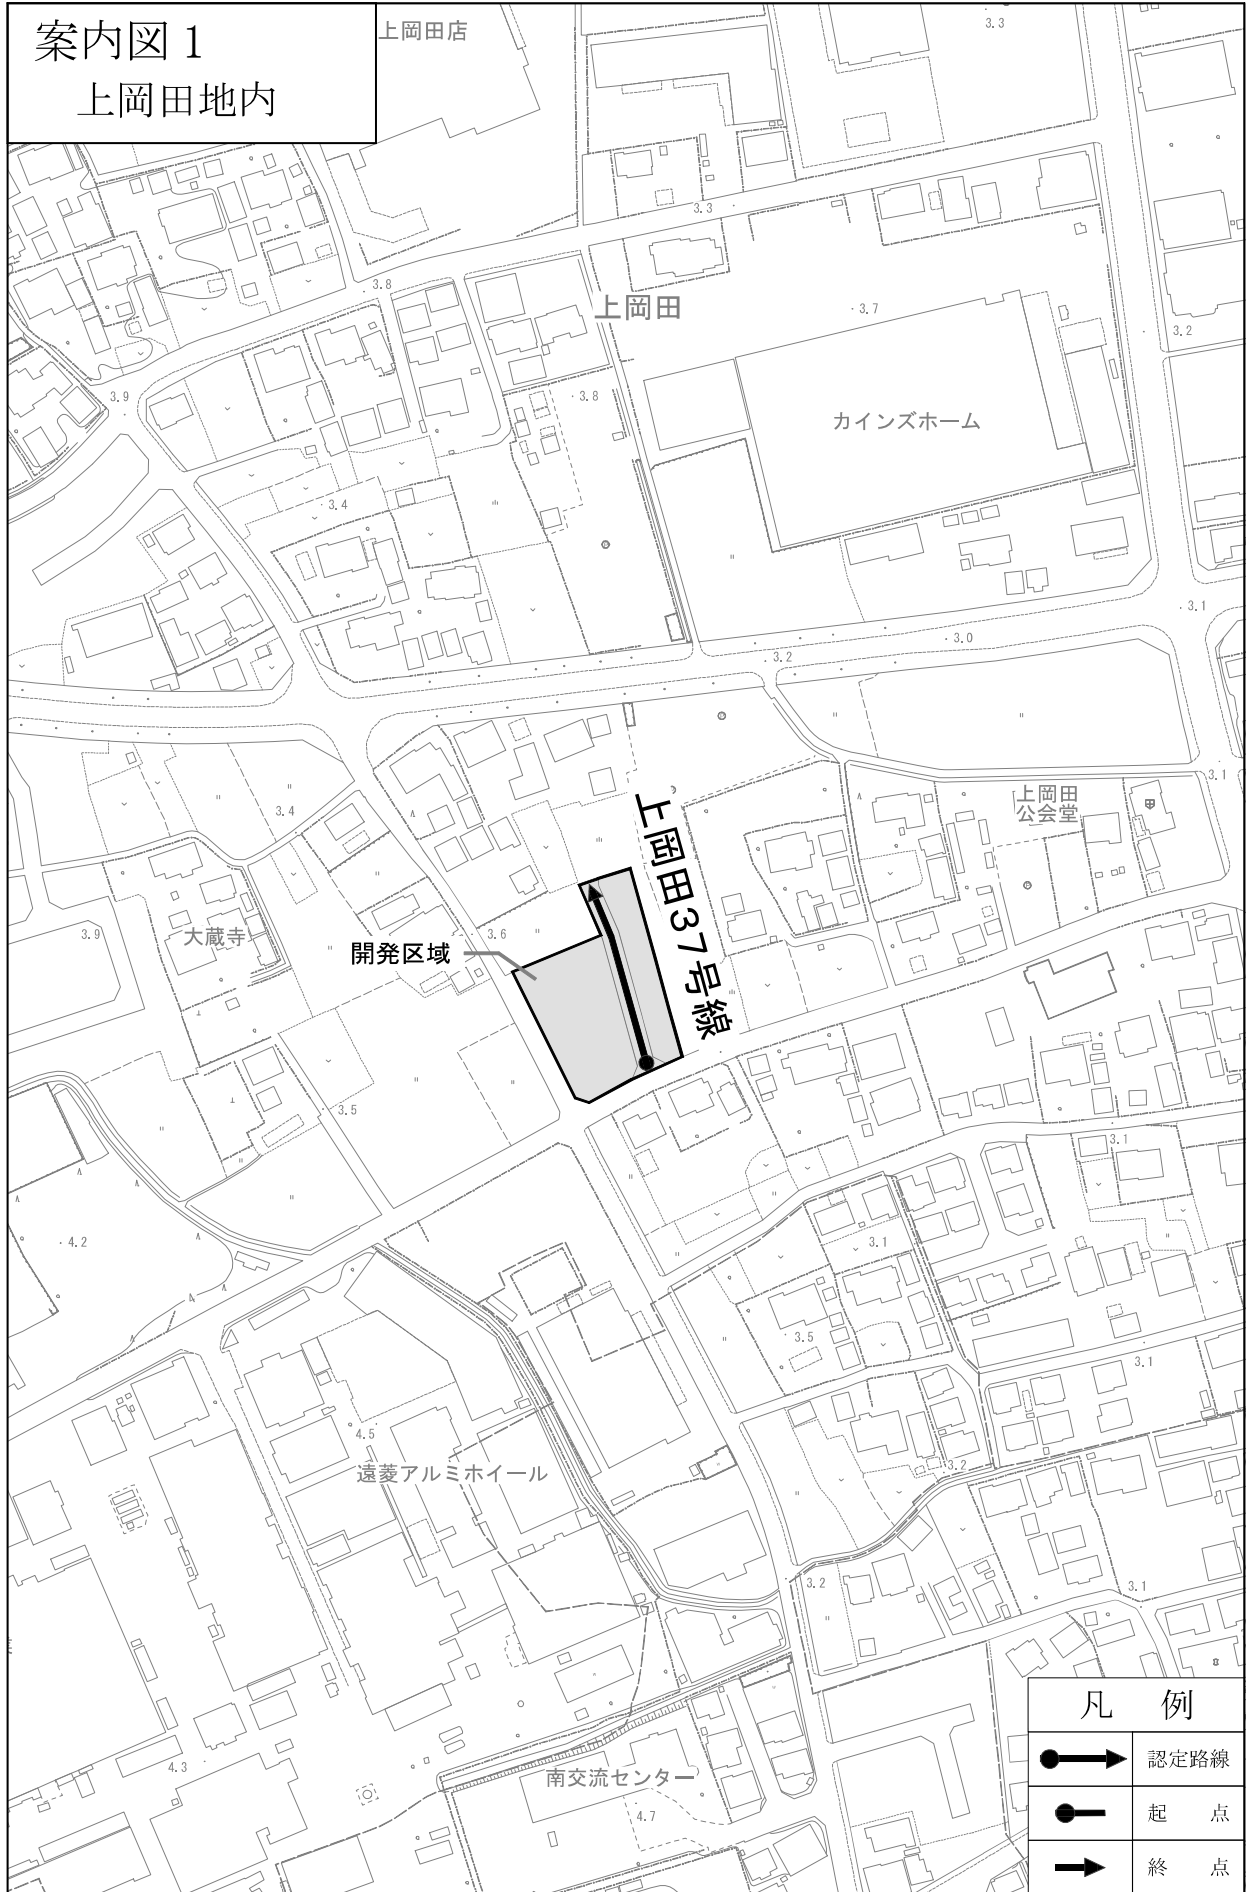 案内図1
上岡田地内
上岡田店
3.3
3.3
3.8
上岡田
3.7
3.2
3.9
3.8
カインズホーム
3.4
3.1
3.0
3.2
3.1
3.4
上岡田
公会堂
上岡田37号線
3.9
大蔵寺
3.6
開発区域
3.5
3.1
4.2
3.1
4
3.5
3.1
4.5
遠菱アルミホイール
3.2
3.2
3.1
4.3
南交流センター
4.7
凡 例
認定路線
起 点
終 点